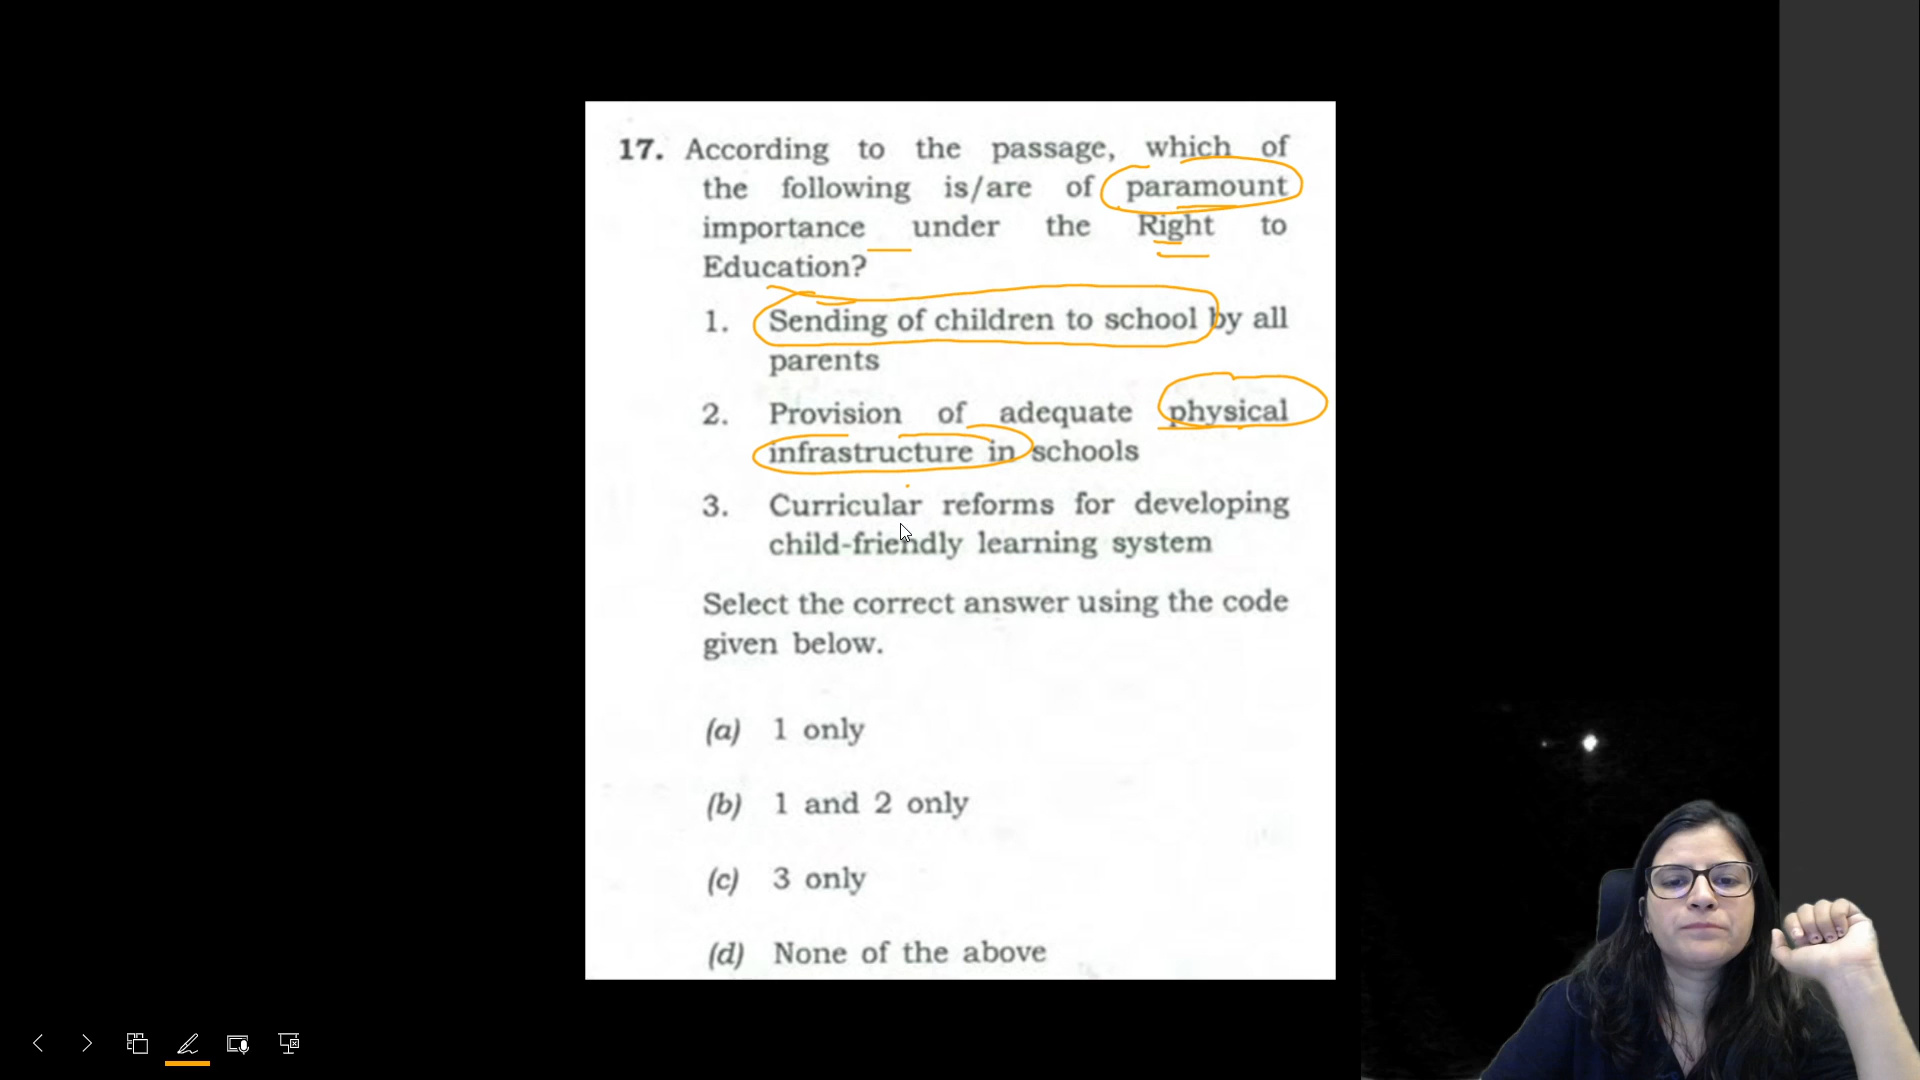 17. According to the passage, which of
the following is/are of paramount
importance under the Right to
Education?
1. Sending of children to school by all
parents
2. Provision of adequate physical
infrastructure in schools
3. Curricular reforms for developing
child-friendly learning system
Select the correct answer using the code
given below.
(a) 1 only
(b) 1 and 2 only
(c) 3 only
(d) None of the above